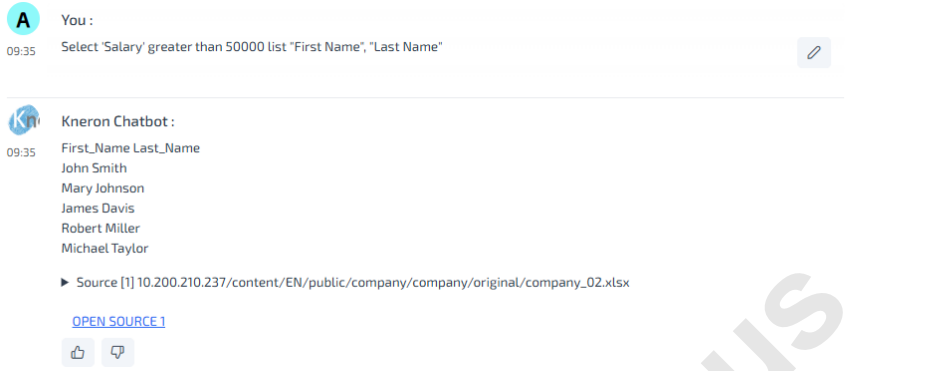 A
You :
09:35
Select 'Salary' greater than 50000 list "First Name", "Last Name"
Kn
Kneron Chatbot :
09:35
First_Name Last_Name
John Smith
Mary Johnson
James Davis
Robert Miller
Michael Taylor
▶ Source [1] 10.200.210.237/content/EN/public/company/company/original/company_02.xlsx
OPEN SOURCE 1
us